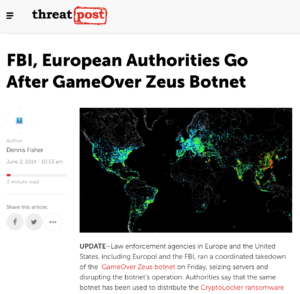 threatpost
FBI, European Authorities Go
After GameOver Zeus Botnet
Author
Dennis Fisher
June 2, 2014 - 10:53 am
3 minute read
Share this article:
UPDATE–Law enforcement agencies in Europe and the United
States, including Europol and the FBI, ran a coordinated takedown
of the GameOver Zeus botnet on Friday, seizing servers and
disrupting the botnet's operation. Authorities say that the same
botnet has been used to distribute the CryptoLocker ransomware